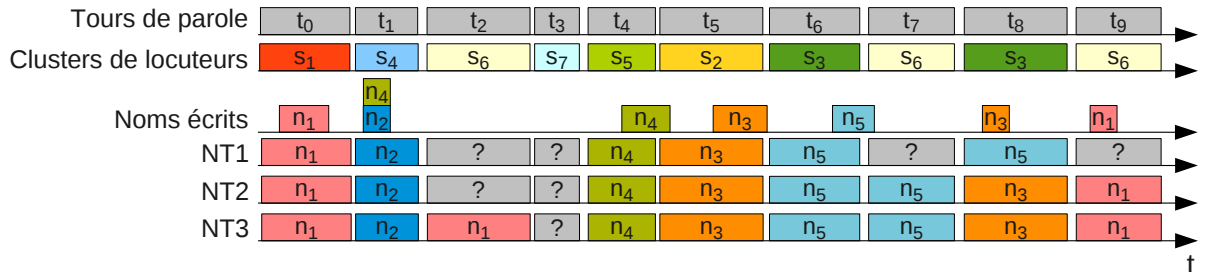 Tours de parole t0 t1 t2 t3 t4 t5 t6 t7 t8 t9
Clusters de locuteurs s1 s4 s6 s7 s5 s2 s3 s6 s3 s6
n4
Noms écrits n1 n2 n4 n3 n5 n3 n1
NT1 n1 n2 ? ? n4 n3 n5 ? n5 ?
NT2 n1 n2 ? ? n4 n3 n5 n5 n3 n1
NT3 n1 n2 n1 ? n4 n3 n5 n5 n3 n1
t